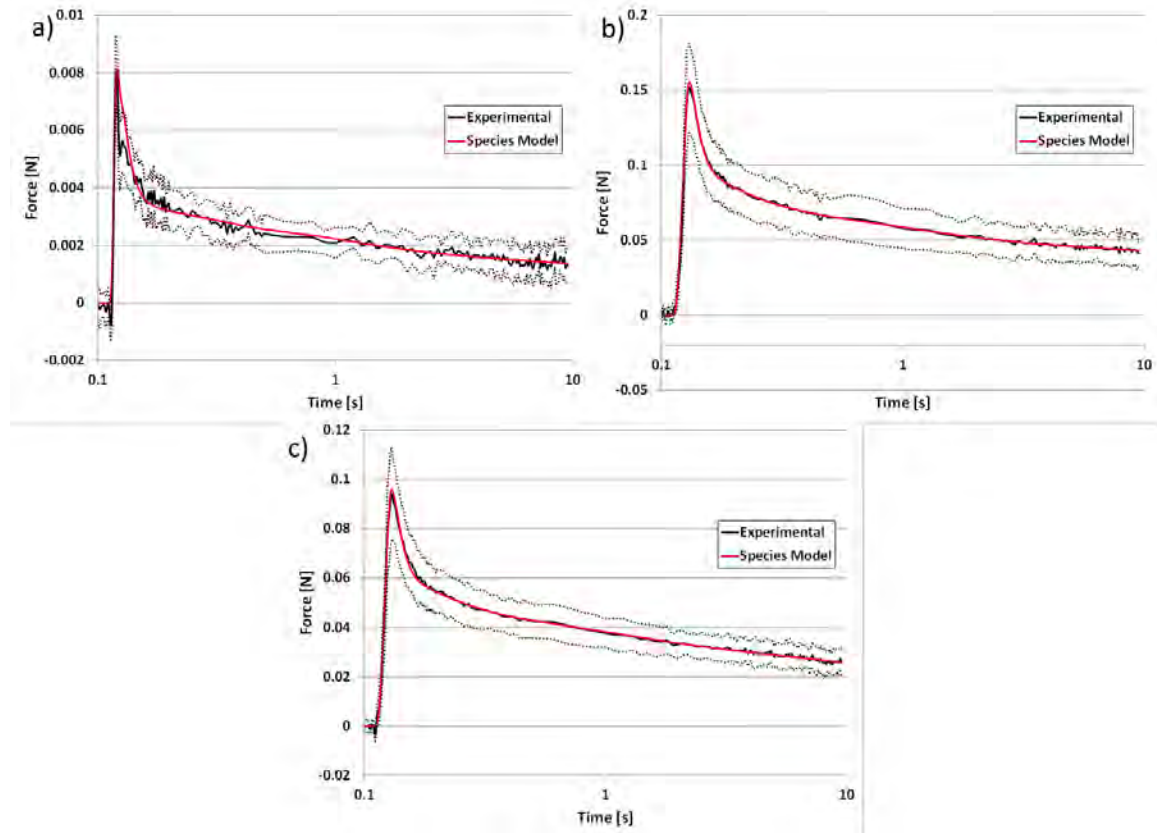 a)
0.01
0.008
0.006
0.004
0.002
0
-0.002
Force [N]
Experimental
Species Model
0.1
1
10
Time [s]
b)
0.2
0.15
0.1
0.05
0
-0.05
Force [N]
Experimental
Species Model
0.1
1
10
Time [s]
c)
0.12
0.1
0.08
0.06
0.04
0.02
0
-0.02
Force [N]
Experimental
Species Model
0.1
1
10
Time [s]